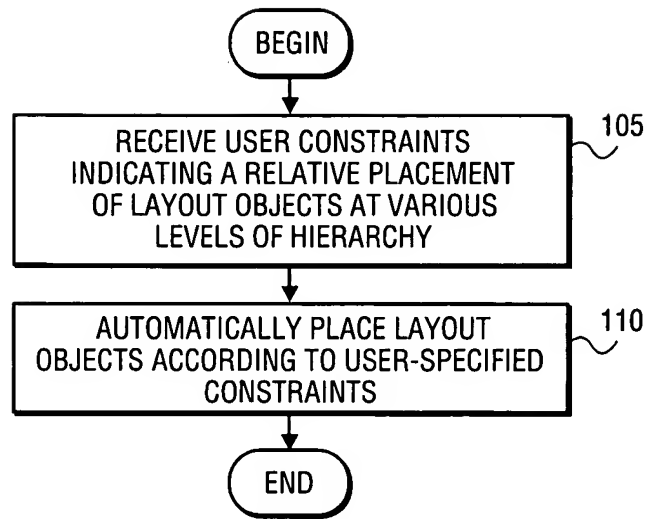 BEGIN
RECEIVE USER CONSTRAINTS
INDICATING A RELATIVE PLACEMENT
OF LAYOUT OBJECTS AT VARIOUS
LEVELS OF HIERARCHY
105
AUTOMATICALLY PLACE LAYOUT
OBJECTS ACCORDING TO USER-SPECIFIED
CONSTRAINTS
110
END